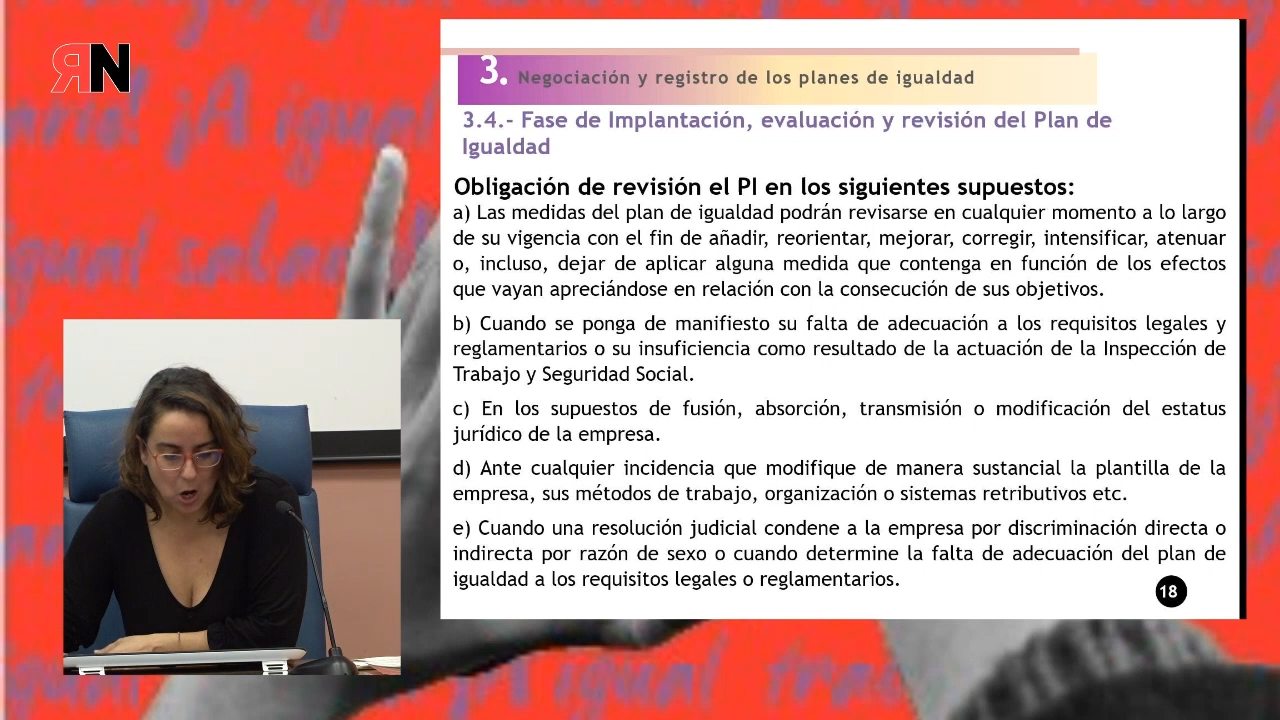 ЯN
3. Negociación y registro de los planes de igualdad
3.4.- Fase de Implantación, evaluación y revisión del Plan de
Igualdad
Obligación de revisión el PI en los siguientes supuestos:
a) Las medidas del plan de igualdad podrán revisarse en cualquier momento a lo largo
de su vigencia con el fin de añadir, reorientar, mejorar, corregir, intensificar, atenuar
o, incluso, dejar de aplicar alguna medida que contenga en función de los efectos
que vayan apreciándose en relación con la consecución de sus objetivos.
b) Cuando se ponga de manifiesto su falta de adecuación a los requisitos legales y
reglamentarios o su insuficiencia como resultado de la actuación de la Inspección de
Trabajo y Seguridad Social.
c) En los supuestos de fusión, absorción, transmisión o modificación del estatus
jurídico de la empresa.
d) Ante cualquier incidencia que modifique de manera sustancial la plantilla de la
empresa, sus métodos de trabajo, organización o sistemas retributivos etc.
e) Cuando una resolución judicial condene a la empresa por discriminación directa o
indirecta por razón de sexo o cuando determine la falta de adecuación del plan de
igualdad a los requisitos legales o reglamentarios.
18
¡A igual
¡A igual